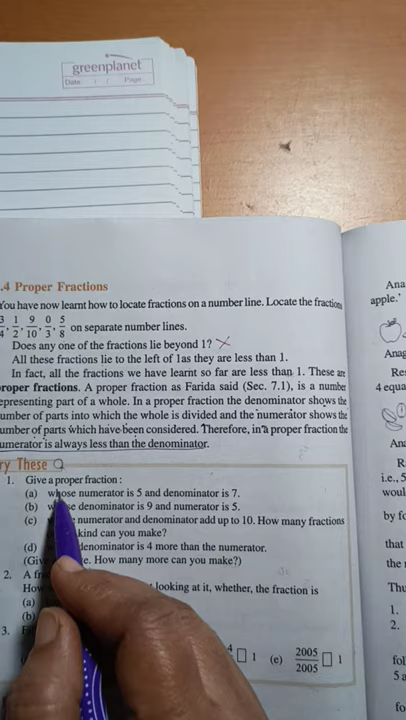 greenplanet
Date / / Page
.4 Proper Fractions
You have now learnt how to locate fractions on a number line. Locate the fractions
3/4, 1/2, 9/10, 0/3, 5/8 on separate number lines.
Does any one of the fractions lie beyond 1?
All these fractions lie to the left of 1as they are less than 1.
In fact, all the fractions we have learnt so far are less than 1. These are
roper fractions. A proper fraction as Farida said (Sec. 7.1), is a number
epresenting part of a whole. In a proper fraction the denominator shows the
umber of parts into which the whole is divided and the numerator shows the
umber of parts which have been considered. Therefore, in a proper fraction the
umerator is always less than the denominator.
ry These
1. Give a proper fraction :
(a) whose numerator is 5 and denominator is 7.
(b) denominator is 9 and numerator is 5.
(c) numerator and denominator add up to 10. How many fractions
kind can you make?
(d) denominator is 4 more than the numerator.
(Giv e. How many more can you make?)
2. A fra
How looking at it, whether, the fraction is
(a)
(b)
3.
4 □ 1 (e) 2005/2005 □ 1
Ana
apple.'
Anag
Re
4 equa
Ana
R
i.e., 5
woul
by fo
that
the
Thu
1.
2.
fol
5 a
fo